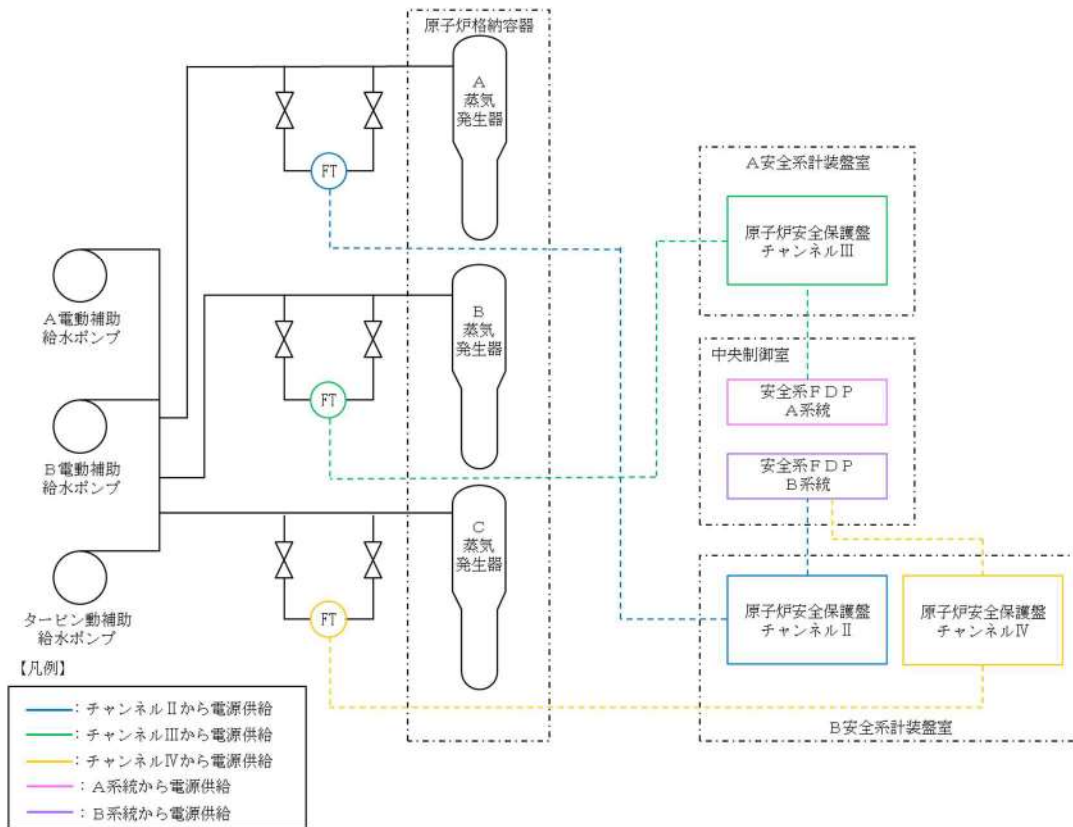 原子炉格納容器
A
蒸気
発生器
FT
B
蒸気
発生器
FT
C
蒸気
発生器
FT
A電動補助
給水ポンプ
B電動補助
給水ポンプ
タービン動補助
給水ポンプ
A安全系計装盤室
原子炉安全保護盤
チャンネルⅢ
中央制御室
安全系FDP
A系統
安全系FDP
B系統
原子炉安全保護盤
チャンネルⅡ
原子炉安全保護盤
チャンネルⅣ
B安全系計装盤室
【凡例】
:チャンネルⅡから電源供給
:チャンネルⅢから電源供給
:チャンネルⅣから電源供給
:A系統から電源供給
:B系統から電源供給